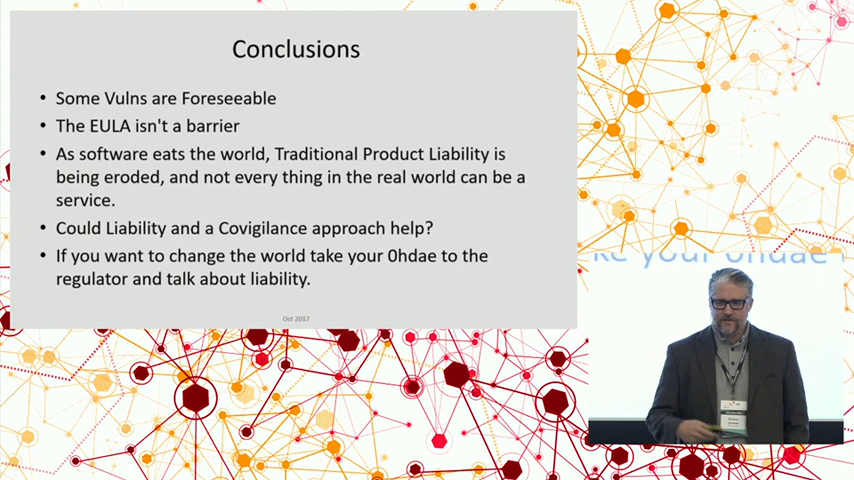 Conclusions
• Some Vulns are Foreseeable
• The EULA isn't a barrier
• As software eats the world, Traditional Product Liability is
being eroded, and not every thing in the real world can be a
service.
• Could Liability and a Covigilance approach help?
• If you want to change the world take your 0hdae to the
regulator and talk about liability.
Oct 2017
ke your 0hdae